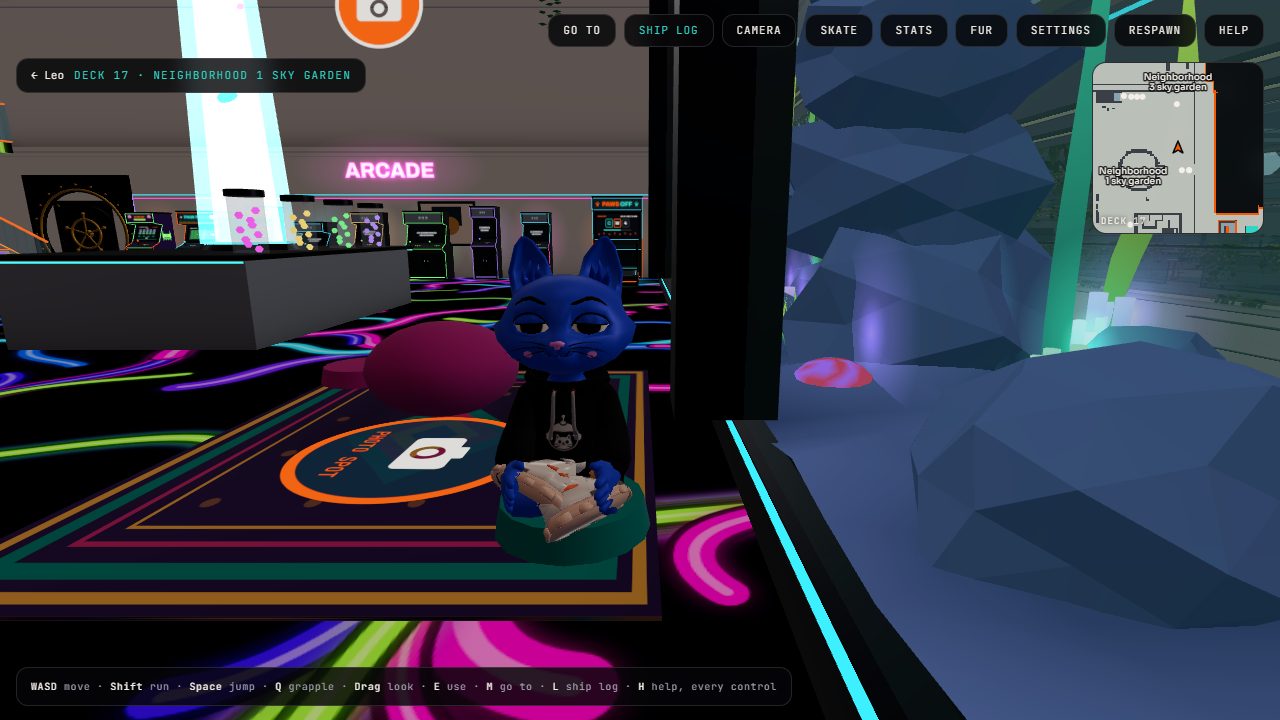 GO TO
SHIP LOG
CAMERA
SKATE
STATS
FUR
SETTINGS
RESPAWN
HELP
← Leo DECK 17 · NEIGHBORHOOD 1 SKY GARDEN
Neighborhood
3 sky garden
Neighborhood
1 sky garden
DECK 17
ARCADE
PAWS OFF
PHOTO SPOT
WASD move · Shift run · Space jump · Q grapple · Drag look · E use · M go to · L ship log · H help, every control